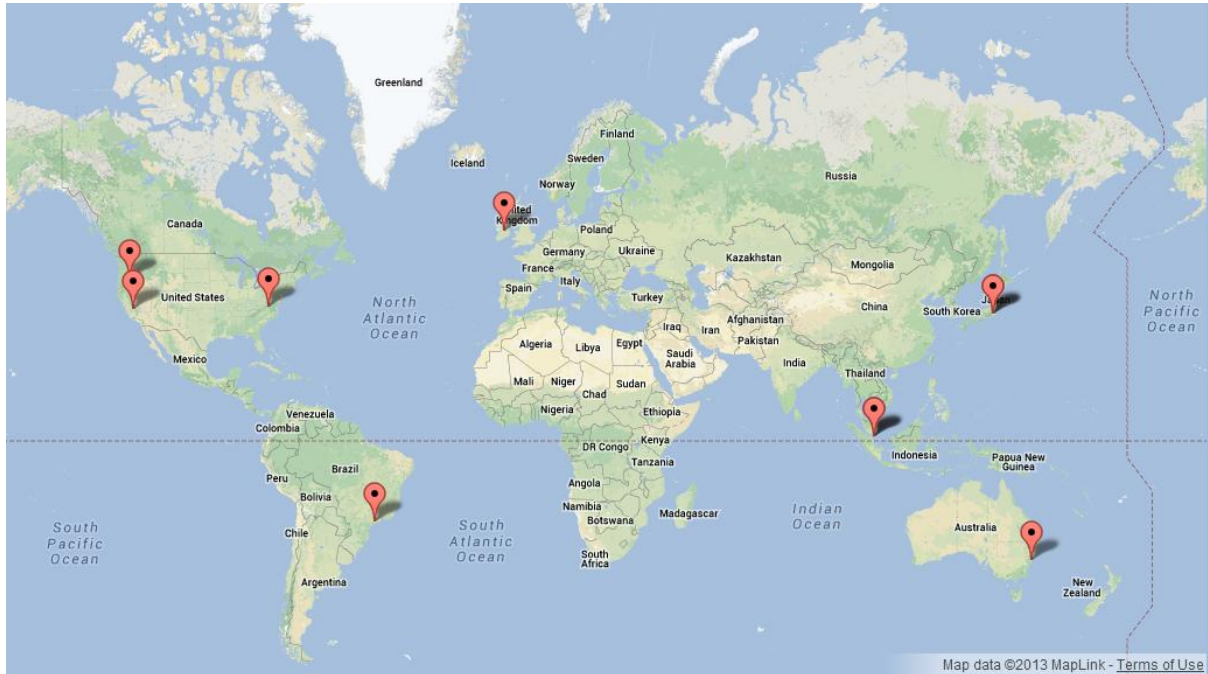 Greenland
Iceland
Finland
Sweden
Norway
Russia
United
Kingdom
Canada
Poland
Germany
Ukraine
France
Kazakhstan
Mongolia
Italy
Spain
United States
Turkey
North
Atlantic
Ocean
China
South Korea
Japan
North
Pacific
Ocean
Afghanistan
Iraq
Iran
Pakistan
Algeria
Libya
Egypt
Saudi
Arabia
India
Mexico
Thailand
Mali
Niger
Sudan
Chad
Nigeria
Ethiopia
Venezuela
Colombia
Kenya
DR Congo
Tanzania
Indonesia
Papua New
Guinea
Brazil
Peru
Bolivia
Angola
Namibia
Botswana
Madagascar
Indian
Ocean
South
Pacific
Ocean
Chile
South
Atlantic
Ocean
Australia
South
Africa
Argentina
New
Zealand
Map data ©2013 MapLink - Terms of Use